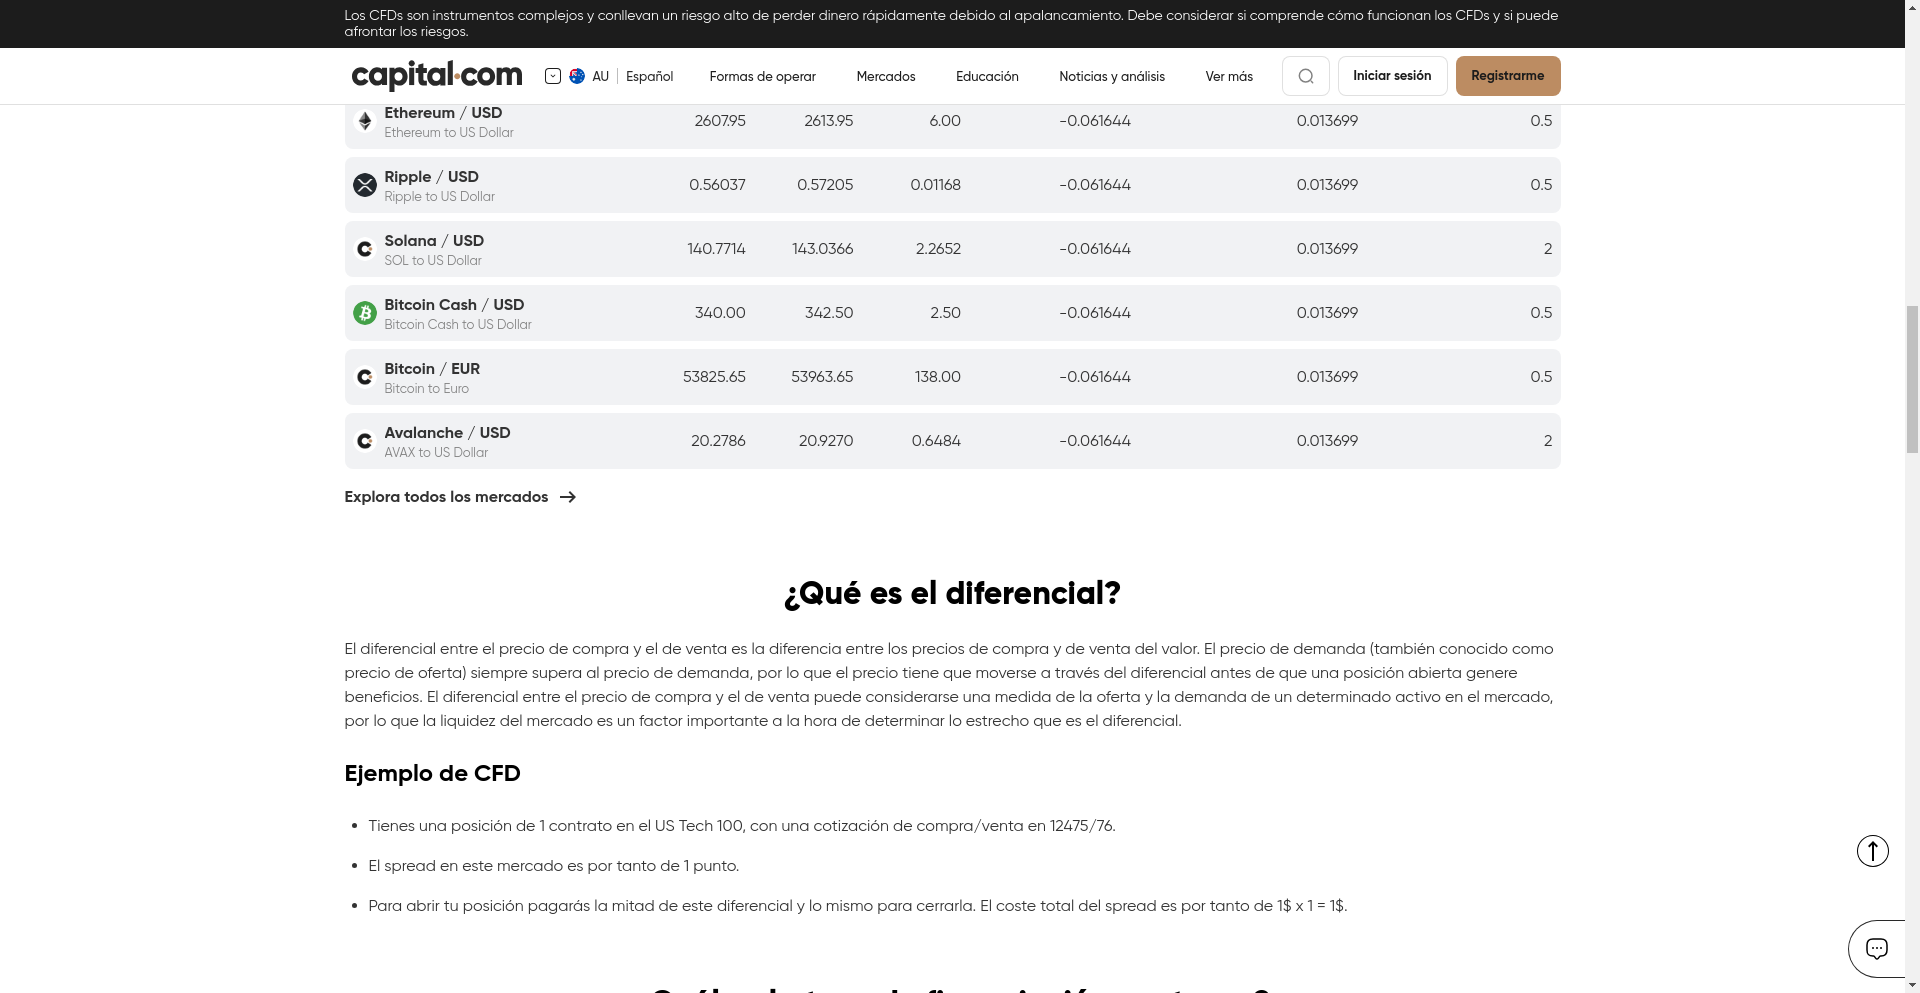 Los CFDs son instrumentos complejos y conllevan un riesgo alto de perder dinero rápidamente debido al apalancamiento. Debe considerar si comprende cómo funcionan los CFDs y si puede
afrontar los riesgos.
capital.com AU Español Formas de operar Mercados Educación Noticias y análisis Ver más Iniciar sesión Registrarme
Ethereum / USD 2607.95 2613.95 6.00 -0.061644 0.013699 0.5
Ethereum to US Dollar
Ripple / USD 0.56037 0.57205 0.01168 -0.061644 0.013699 0.5
Ripple to US Dollar
Solana / USD 140.7714 143.0366 2.2652 -0.061644 0.013699 2
SOL to US Dollar
Bitcoin Cash / USD 340.00 342.50 2.50 -0.061644 0.013699 0.5
Bitcoin Cash to US Dollar
Bitcoin / EUR 53825.65 53963.65 138.00 -0.061644 0.013699 0.5
Bitcoin to Euro
Avalanche / USD 20.2786 20.9270 0.6484 -0.061644 0.013699 2
AVAX to US Dollar
Explora todos los mercados
¿Qué es el diferencial?
El diferencial entre el precio de compra y el de venta es la diferencia entre los precios de compra y de venta del valor. El precio de demanda (también conocido como
precio de oferta) siempre supera al precio de demanda, por lo que el precio tiene que moverse a través del diferencial antes de que una posición abierta genere
beneficios. El diferencial entre el precio de compra y el de venta puede considerarse una medida de la oferta y la demanda de un determinado activo en el mercado,
por lo que la liquidez del mercado es un factor importante a la hora de determinar lo estrecho que es el diferencial.
Ejemplo de CFD
• Tienes una posición de 1 contrato en el US Tech 100, con una cotización de compra/venta en 12475/76.
• El spread en este mercado es por tanto de 1 punto.
• Para abrir tu posición pagarás la mitad de este diferencial y lo mismo para cerrarla. El coste total del spread es por tanto de 1$ x 1 = 1$.